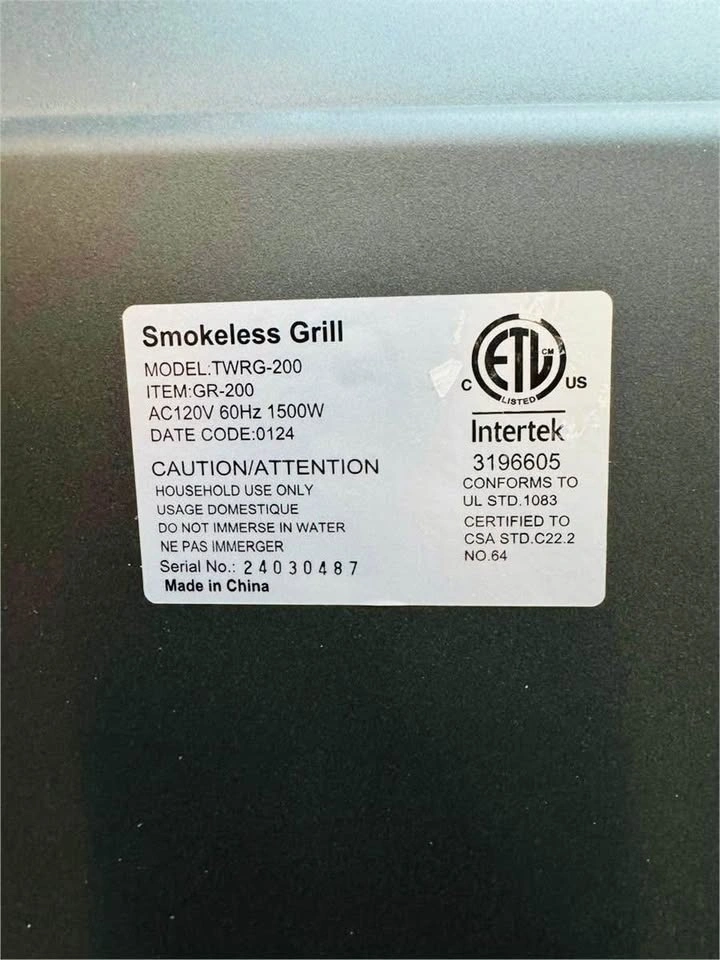 Smokeless Grill
MODEL:TWRG-200
ITEM:GR-200
AC120V 60Hz 1500W
DATE CODE:0124
CAUTION/ATTENTION
HOUSEHOLD USE ONLY
USAGE DOMESTIQUE
DO NOT IMMERSE IN WATER
NE PAS IMMERGER
Serial No.: 24030487
Made in China
ETL CM
C US
LISTED
Intertek
3196605
CONFORMS TO
UL STD.1083
CERTIFIED TO
CSA STD.C22.2
NO.64